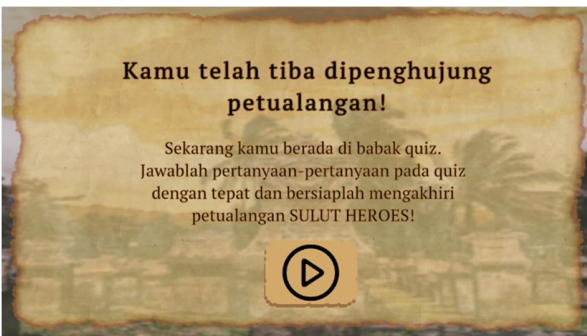 Kamu telah tiba dipenghujung
petualangan!
Sekarang kamu berada di babak quiz.
Jawablah pertanyaan-pertanyaan pada quiz
dengan tepat dan bersiaplah mengakhiri
petualangan SULUT HEROES!